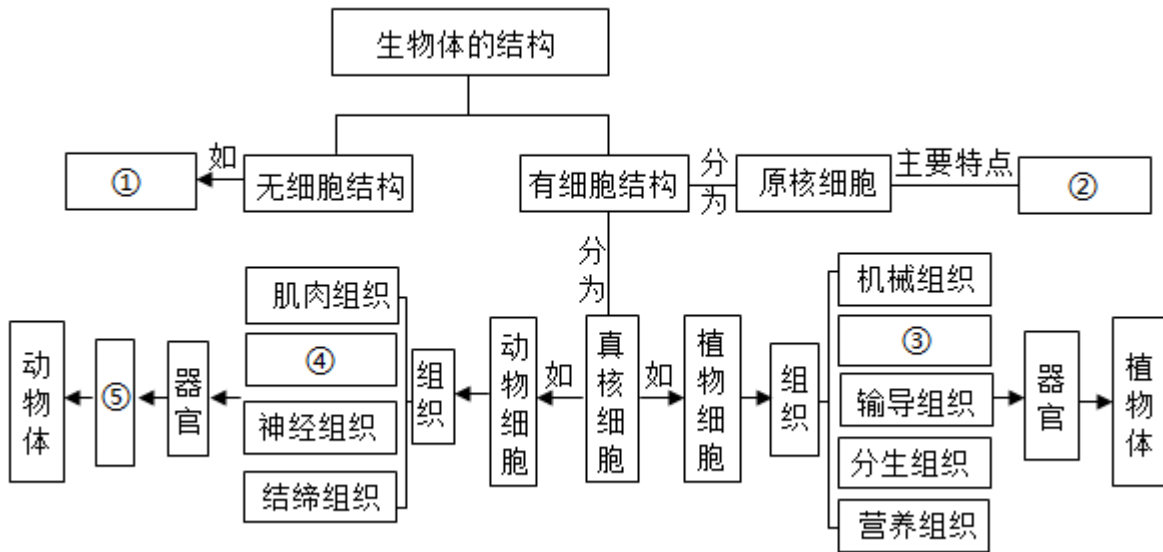 生物体的结构
①
如
无细胞结构
有细胞结构
分为
原核细胞
主要特点
②
分为
动物体
⑤
器官
肌肉组织
④
神经组织
结缔组织
组织
动物细胞
如
真核细胞
如
植物细胞
组织
机械组织
③
输导组织
分生组织
营养组织
器官
植物体